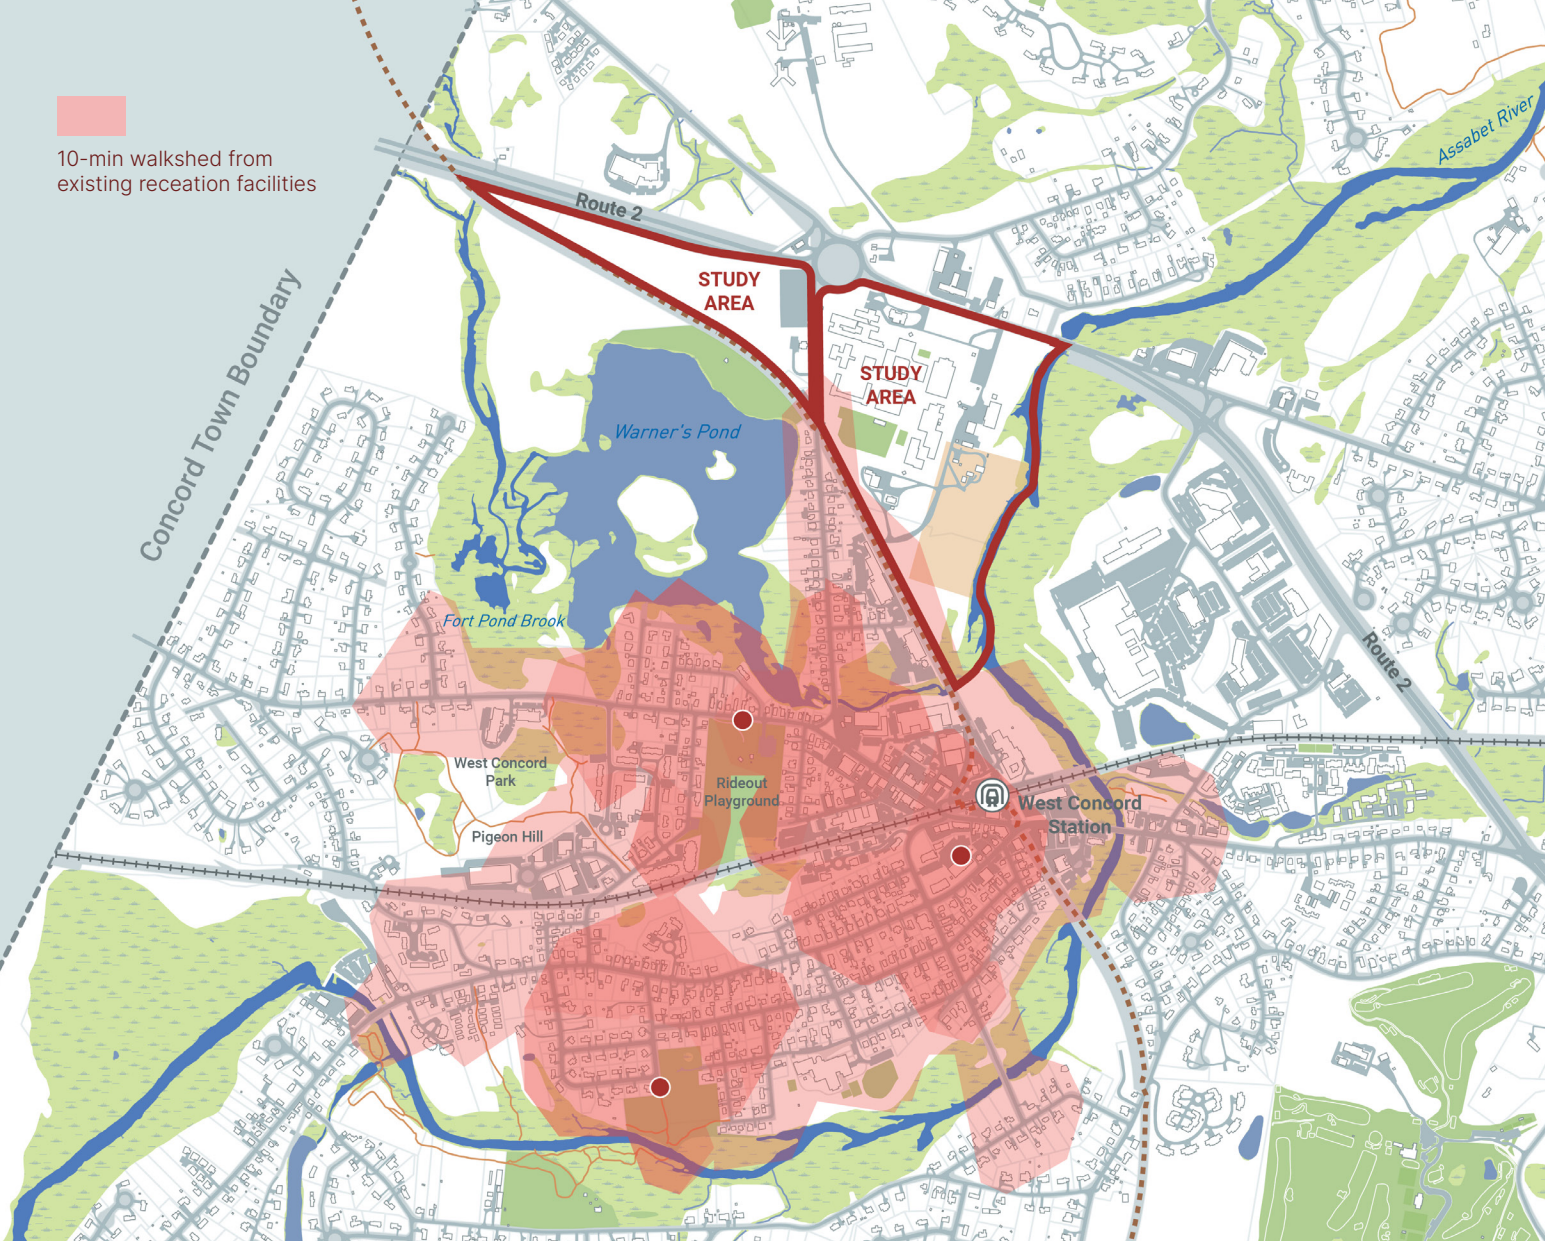 10-min walkshed from
existing receation facilities
Assabet River
Route 2
STUDY
AREA
Concord Town Boundary
STUDY
AREA
Warner's Pond
Fort Pond Brook
Route 2
West Concord
Park
Rideout
Playground
West Concord
Station
Pigeon Hill